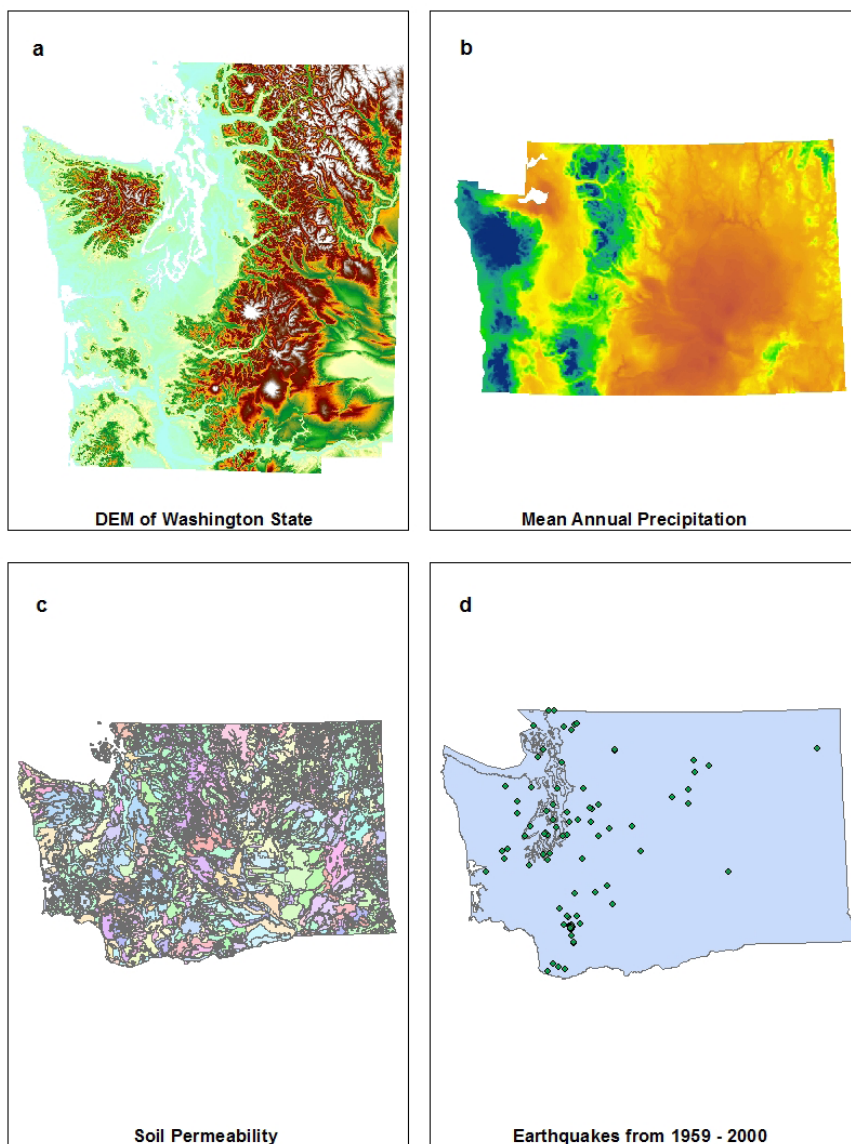 a
DEM of Washington State
b
Mean Annual Precipitation
c
Soil Permeability
d
Earthquakes from 1959 - 2000